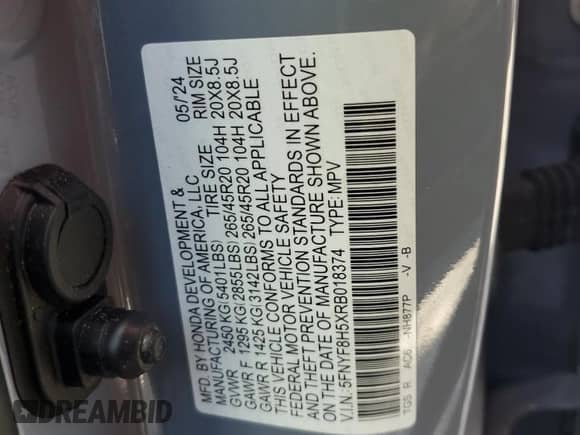 MFD. BY HONDA DEVELOPMENT &
MANUFACTURING OF AMERICA, LLC 05/'24
TIRE SIZE RIM SIZE
GVWR 2450 KG(5401LBS) 265/45R20 104H 20X8.5J
GAWR F 1295 KG(2855LBS) 265/45R20 104H 20X8.5J
GAWR R 1425 KG(3142LBS)
THIS VEHICLE CONFORMS TO ALL APPLICABLE
FEDERAL MOTOR VEHICLE SAFETY
AND THEFT PREVENTION STANDARDS IN EFFECT
ON THE DATE OF MANUFACTURE SHOWN ABOVE.
V.I.N.:5FNYF8H5XRB018374 TYPE:MPV
TGS R AC6 -NH877P -V -B
DREAMBID